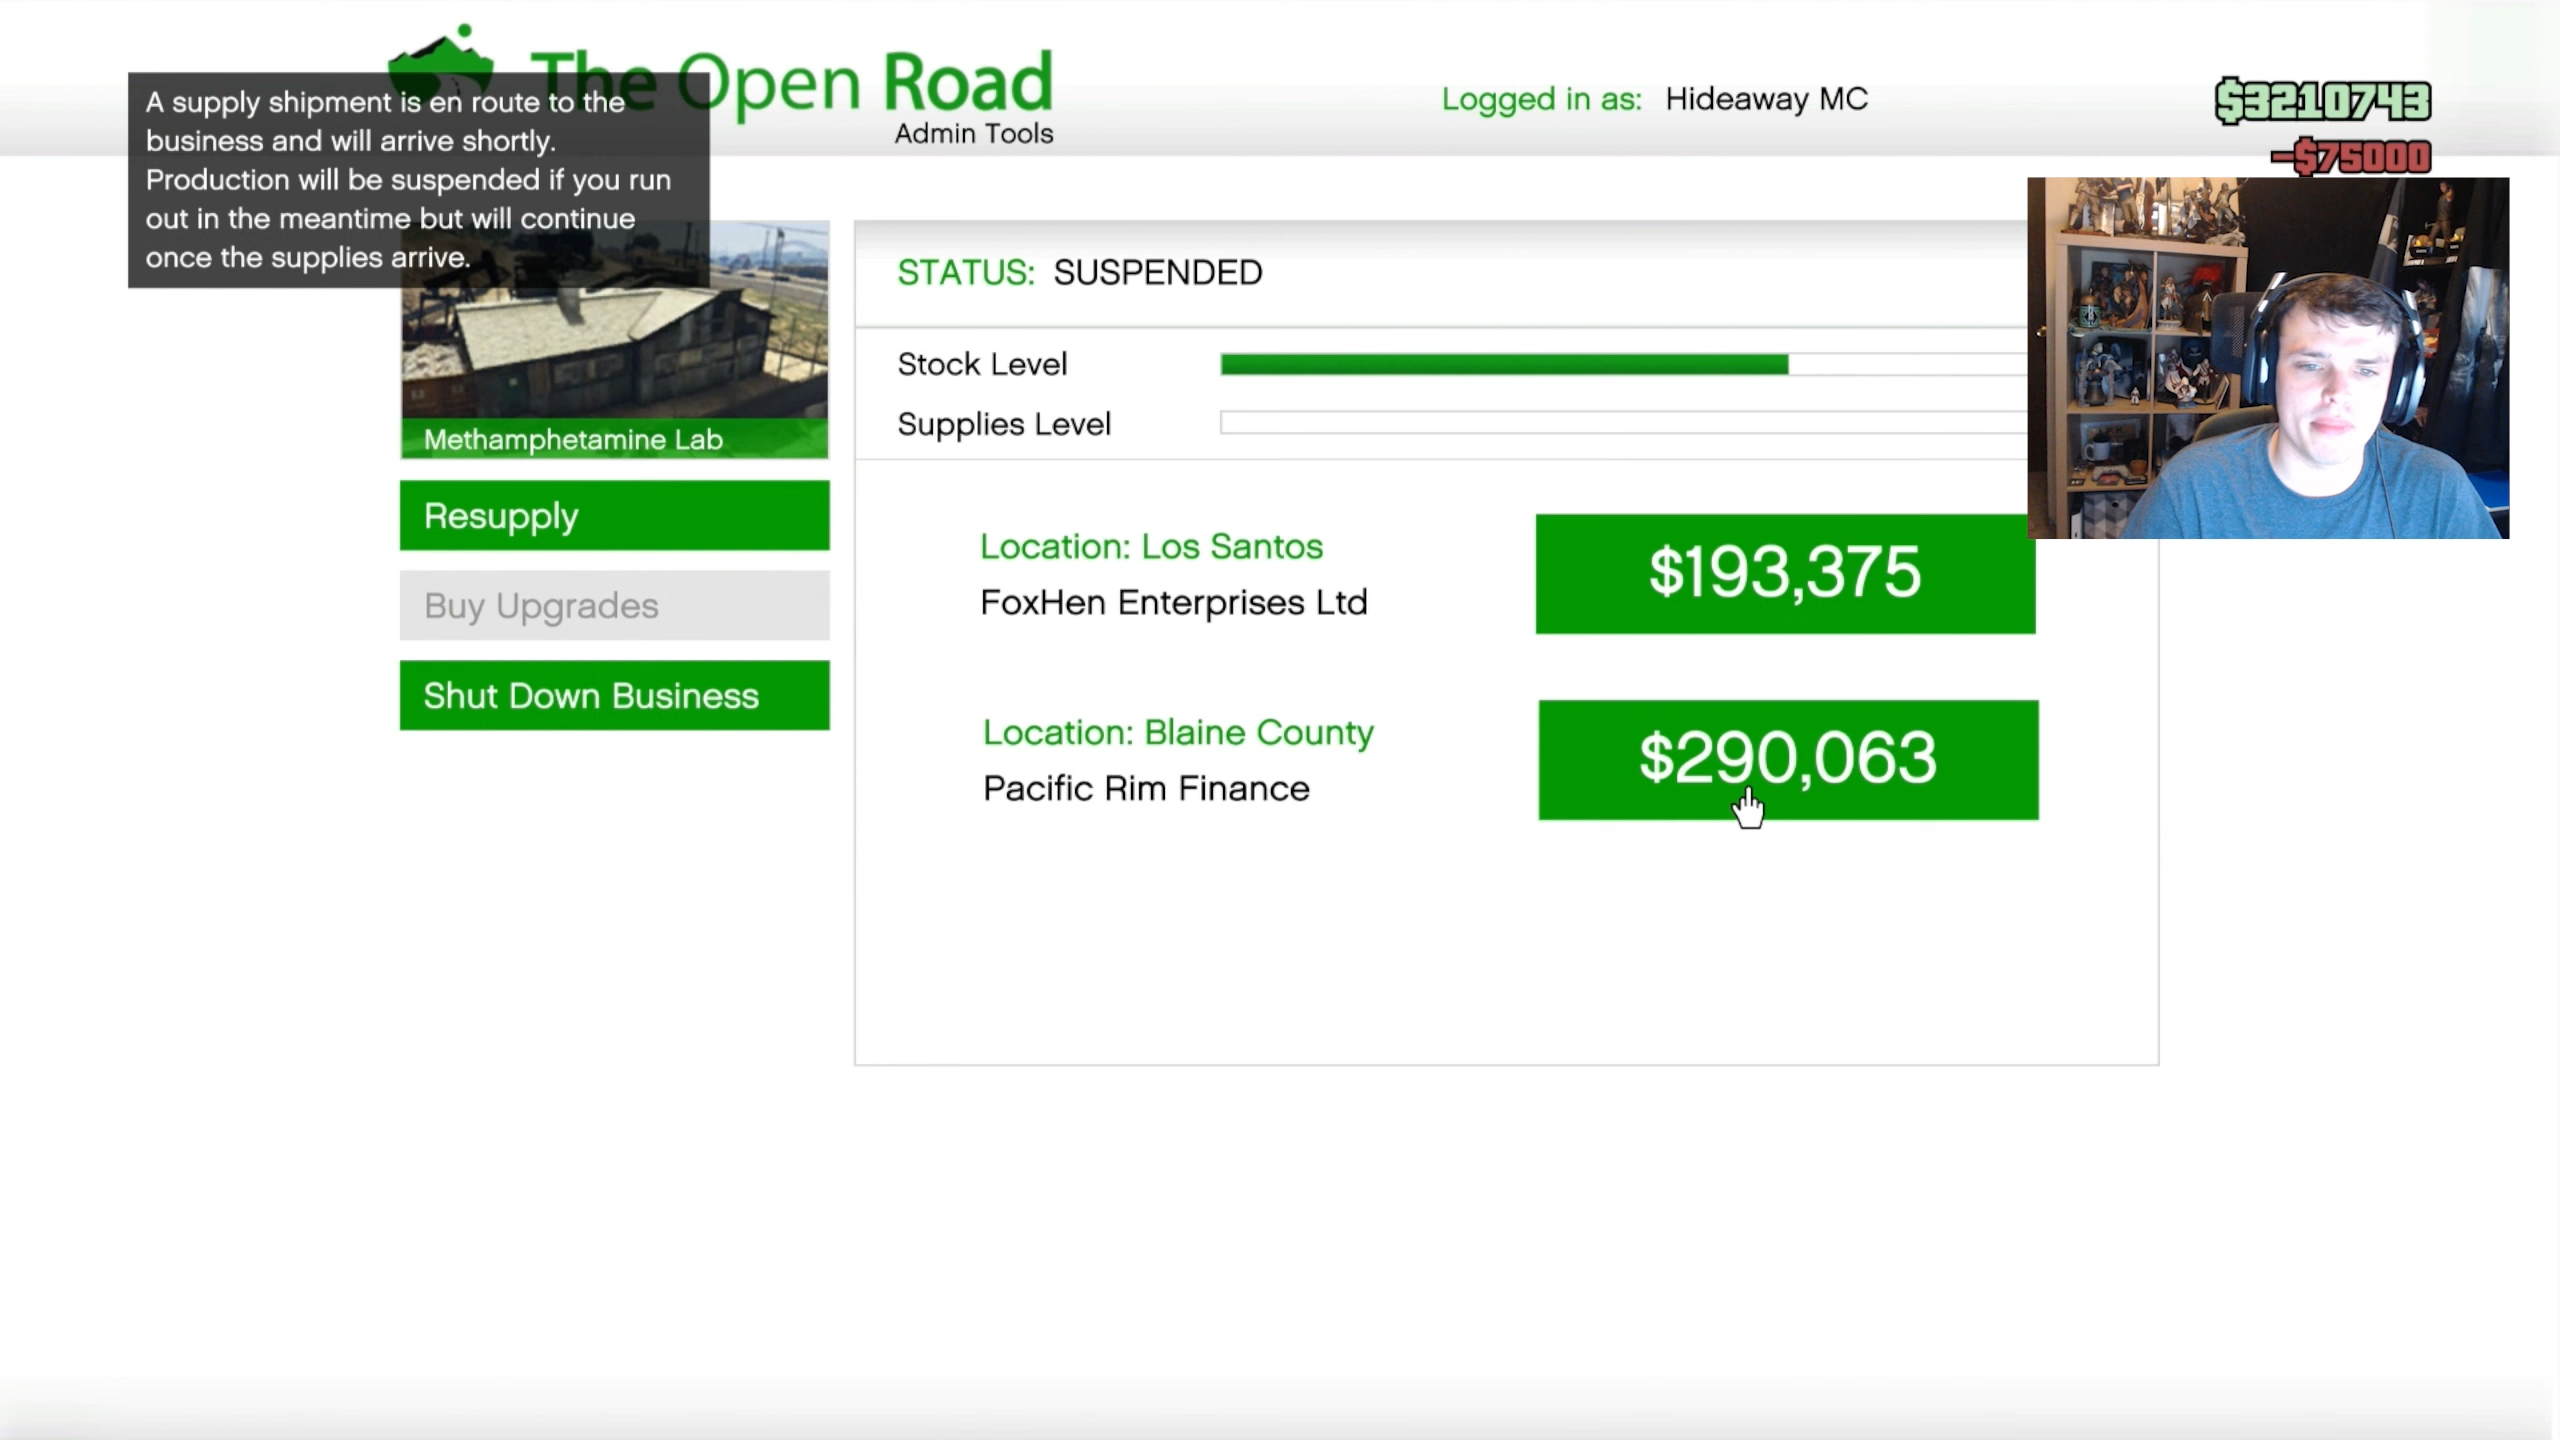 The Open Road
Admin Tools
Logged in as: Hideaway MC
$3210743
-$75000
A supply shipment is en route to the
business and will arrive shortly.
Production will be suspended if you run
out in the meantime but will continue
once the supplies arrive.
Methamphetamine Lab
Resupply
Buy Upgrades
Shut Down Business
STATUS: SUSPENDED
Stock Level
Supplies Level
Location: Los Santos
FoxHen Enterprises Ltd
$193,375
Location: Blaine County
Pacific Rim Finance
$290,063